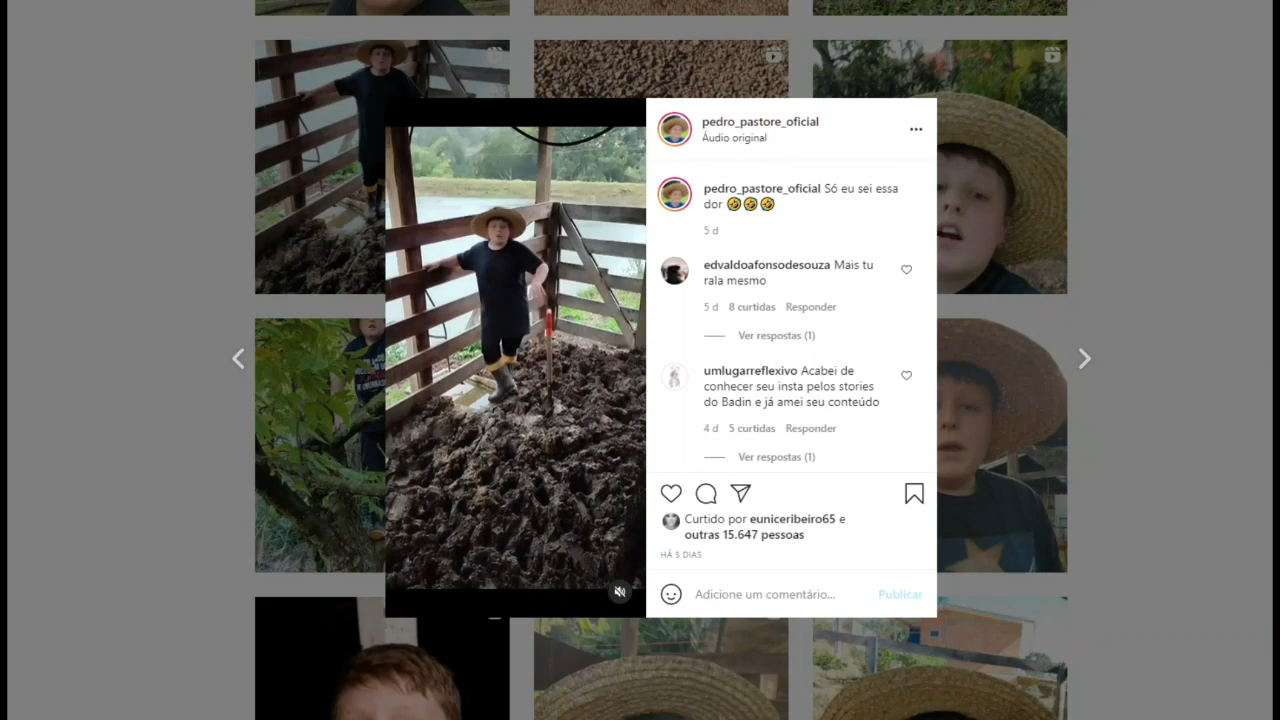 pedro_pastore_oficial
Áudio original
pedro_pastore_oficial Só eu sei essa
dor 🤣🤣🤣
5 d
edvaldoafonsodesouza Mais tu
rala mesmo
5 d 8 curtidas Responder
Ver respostas (1)
umlugarreflexivo Acabei de
conhecer seu insta pelos stories
do Badin e já amei seu conteúdo
4 d 5 curtidas Responder
Ver respostas (1)
Curtido por euniceribeiro65 e
outras 15.647 pessoas
HÁ 5 DIAS
Adicione um comentário... Publicar